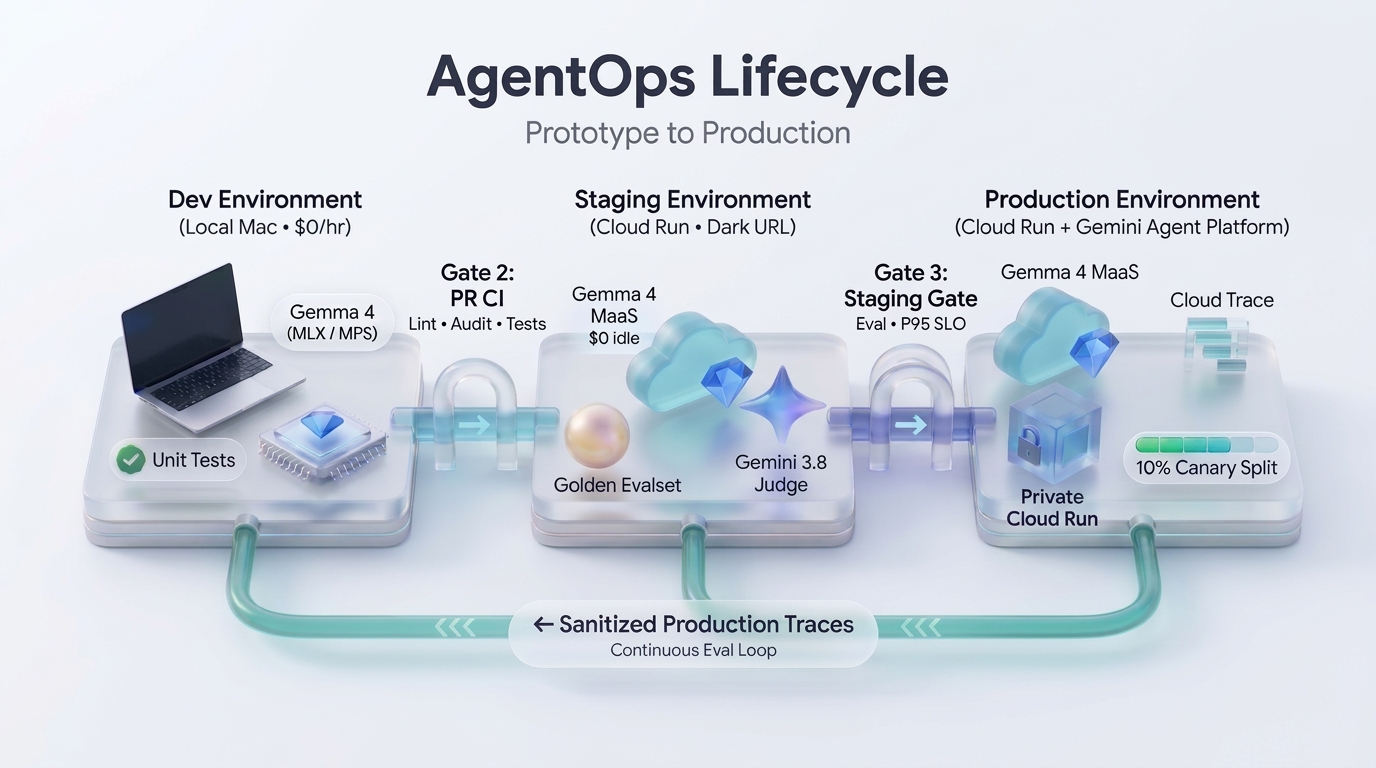 AgentOps Lifecycle
Prototype to Production
Dev Environment
(Local Mac • $0/hr)
Gemma 4
(MLX / MPS)
Unit Tests
Gate 2:
PR CI
Lint • Audit • Tests
Staging Environment
(Cloud Run • Dark URL)
Gemma 4
MaaS
$0 idle
Golden Evalset
Gemini 3.8
Judge
Gate 3:
Staging Gate
Eval • P95 SLO
Production Environment
(Cloud Run + Gemini Agent Platform)
Gemma 4 MaaS
Cloud Trace
Private
Cloud Run
10% Canary Split
← Sanitized Production Traces
Continuous Eval Loop